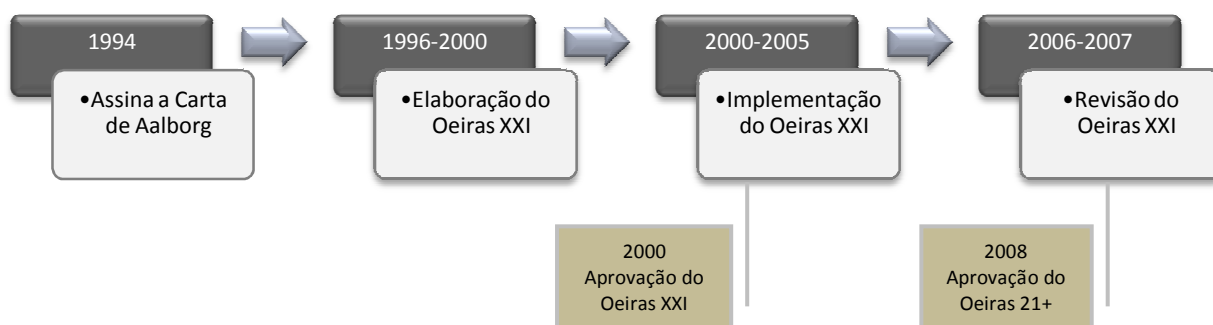 1994
•Assina a Carta
de Aalborg
1996-2000
•Elaboração do
Oeiras XXI
2000-2005
•Implementação
do Oeiras XXI
2006-2007
•Revisão do
Oeiras XXI
2000
Aprovação do
Oeiras XXI
2008
Aprovação do
Oeiras 21+